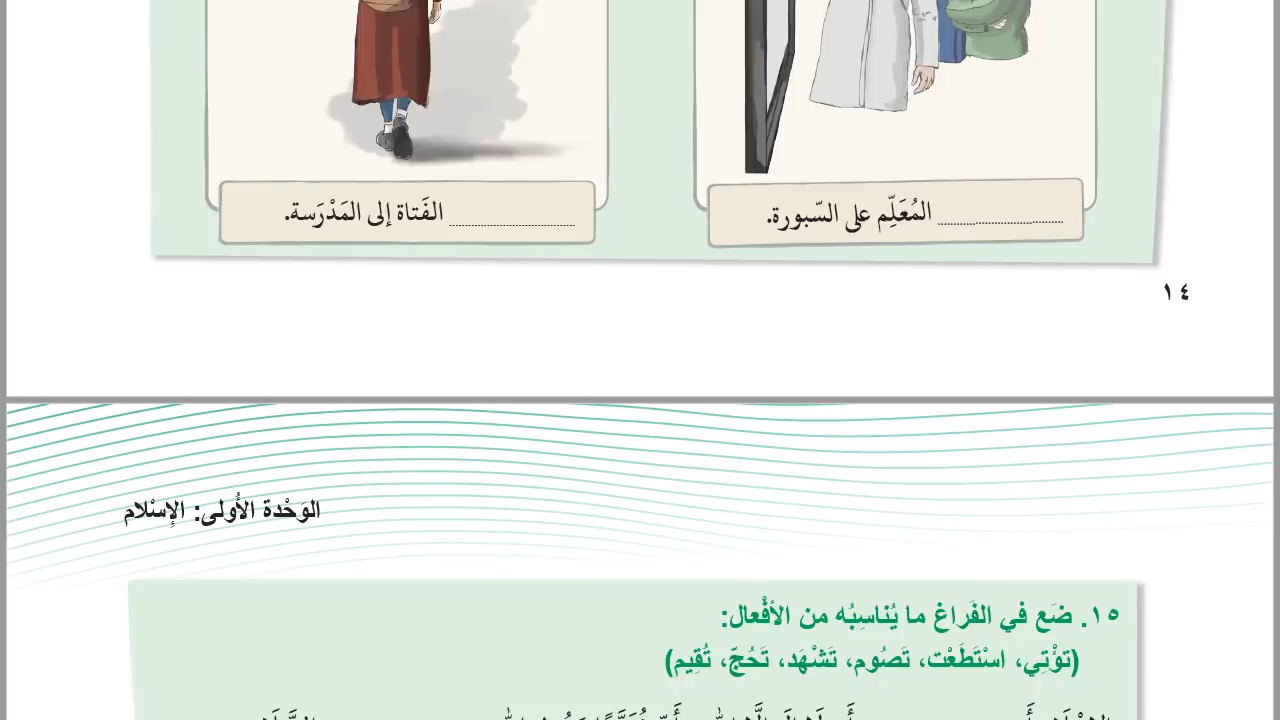 المُعَلِّم على السّبورة.
الفَتاة إلى المَدْرَسة.
١٤
الوَحْدة الأُولى: الإِسْلام
١٥. ضَع في الفَراغ ما يُناسِبُه من الأَفْعال:
(تؤْتِي، اسْتَطَعْت، تَصُوم، تَشْهَد، تَحُجّ، تُقِيم)